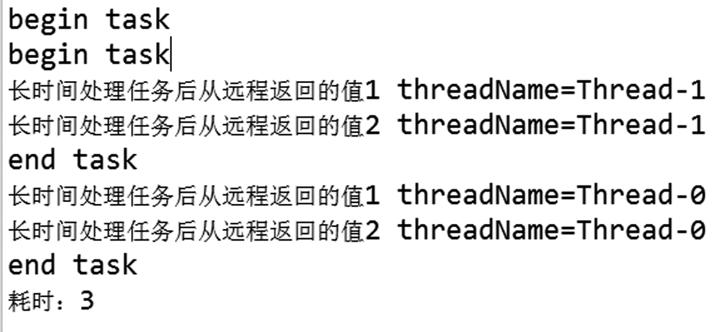 begin task
begin task
长时间处理任务后从远程返回的值1 threadName=Thread-1
长时间处理任务后从远程返回的值2 threadName=Thread-1
end task
长时间处理任务后从远程返回的值1 threadName=Thread-0
长时间处理任务后从远程返回的值2 threadName=Thread-0
end task
耗时：3